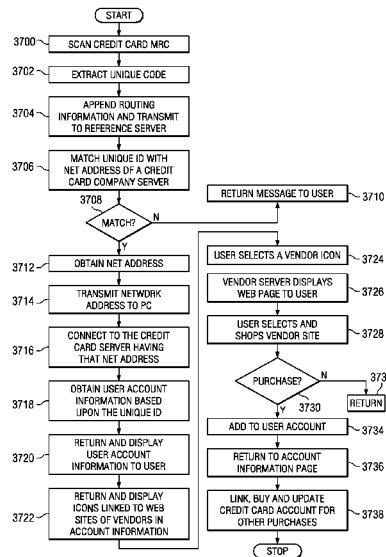 START
3700
SCAN CREDIT CARD MRC
3702
EXTRACT UNIQUE CODE
3704
APPEND ROUTING
INFORMATION AND TRANSMIT
TO REFERENCE SERVER
3706
MATCH UNIQUE ID WITH
NET ADDRESS OF A CREDIT
CARD COMPANY SERVER
3708
MATCH?
N
Y
RETURN MESSAGE TO USER
3710
3712
OBTAIN NET ADDRESS
3714
TRANSMIT NETWORK
ADDRESS TO PC
3716
CONNECT TO THE CREDIT
CARD SERVER HAVING
THAT NET ADDRESS
3718
OBTAIN USER ACCOUNT
INFORMATION BASED
UPON THE UNIQUE ID
3720
RETURN AND DISPLAY
USER ACCOUNT
INFORMATION TO USER
3722
RETURN AND DISPLAY
ICONS LINKED TO WEB
SITES OF VENDORS IN
ACCOUNT INFORMATION
USER SELECTS A VENDOR ICON
3724
VENDOR SERVER DISPLAYS
WEB PAGE TO USER
3726
USER SELECTS AND
SHOPS VENDOR SITE
3728
PURCHASE?
N
373
Y
3730
RETURN
ADD TO USER ACCOUNT
3734
RETURN TO ACCOUNT
INFORMATION PAGE
3736
LINK, BUY AND UPDATE
CREDIT CARD ACCOUNT FOR
OTHER PURCHASES
3738
STOP